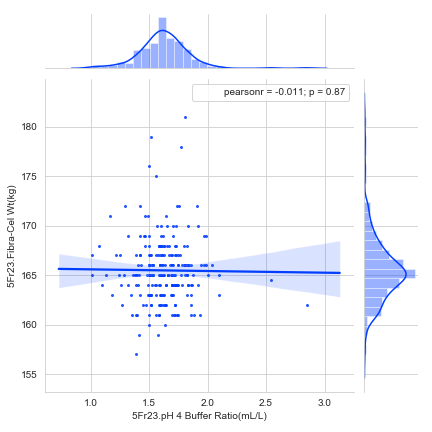 pearsonr = -0.011; p = 0.87
180
175
170
165
160
155
5Fr23.Fibra-Cel Wt(kg)
1.0 1.5 2.0 2.5 3.0
5Fr23.pH 4 Buffer Ratio(mL/L)